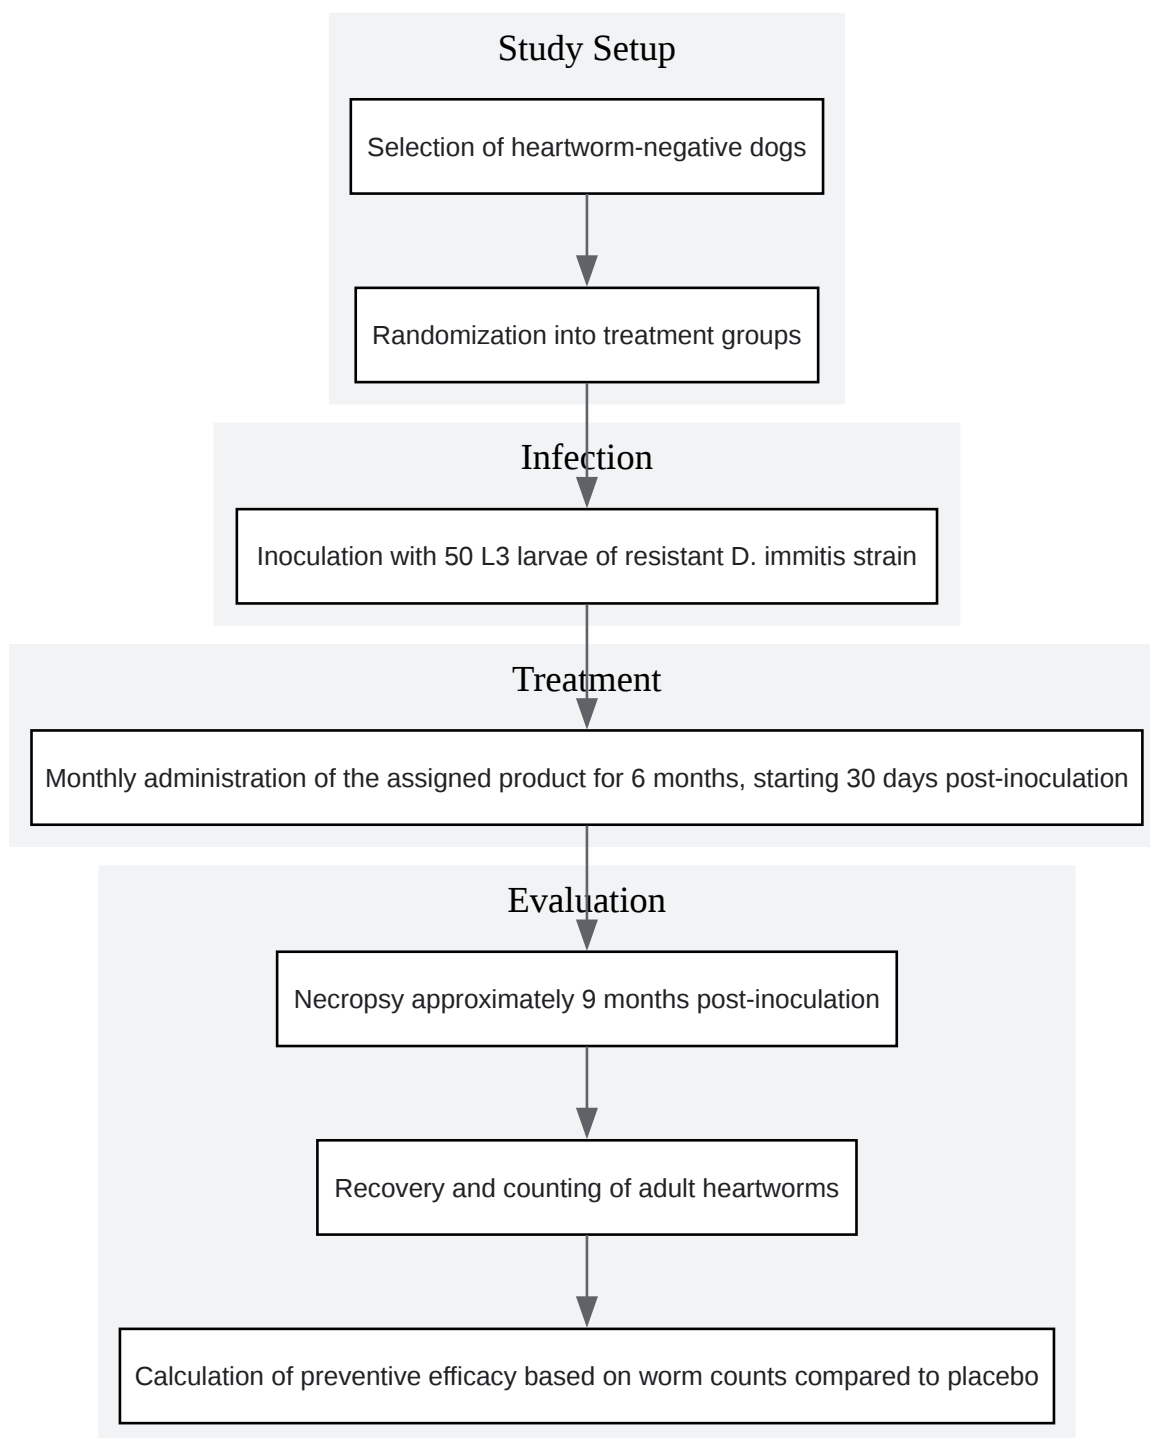 Study Setup
Selection of heartworm-negative dogs
Randomization into treatment groups
Infection
Inoculation with 50 L3 larvae of resistant D. immitis strain
Treatment
Monthly administration of the assigned product for 6 months, starting 30 days post-inoculation
Evaluation
Necropsy approximately 9 months post-inoculation
Recovery and counting of adult heartworms
Calculation of preventive efficacy based on worm counts compared to placebo